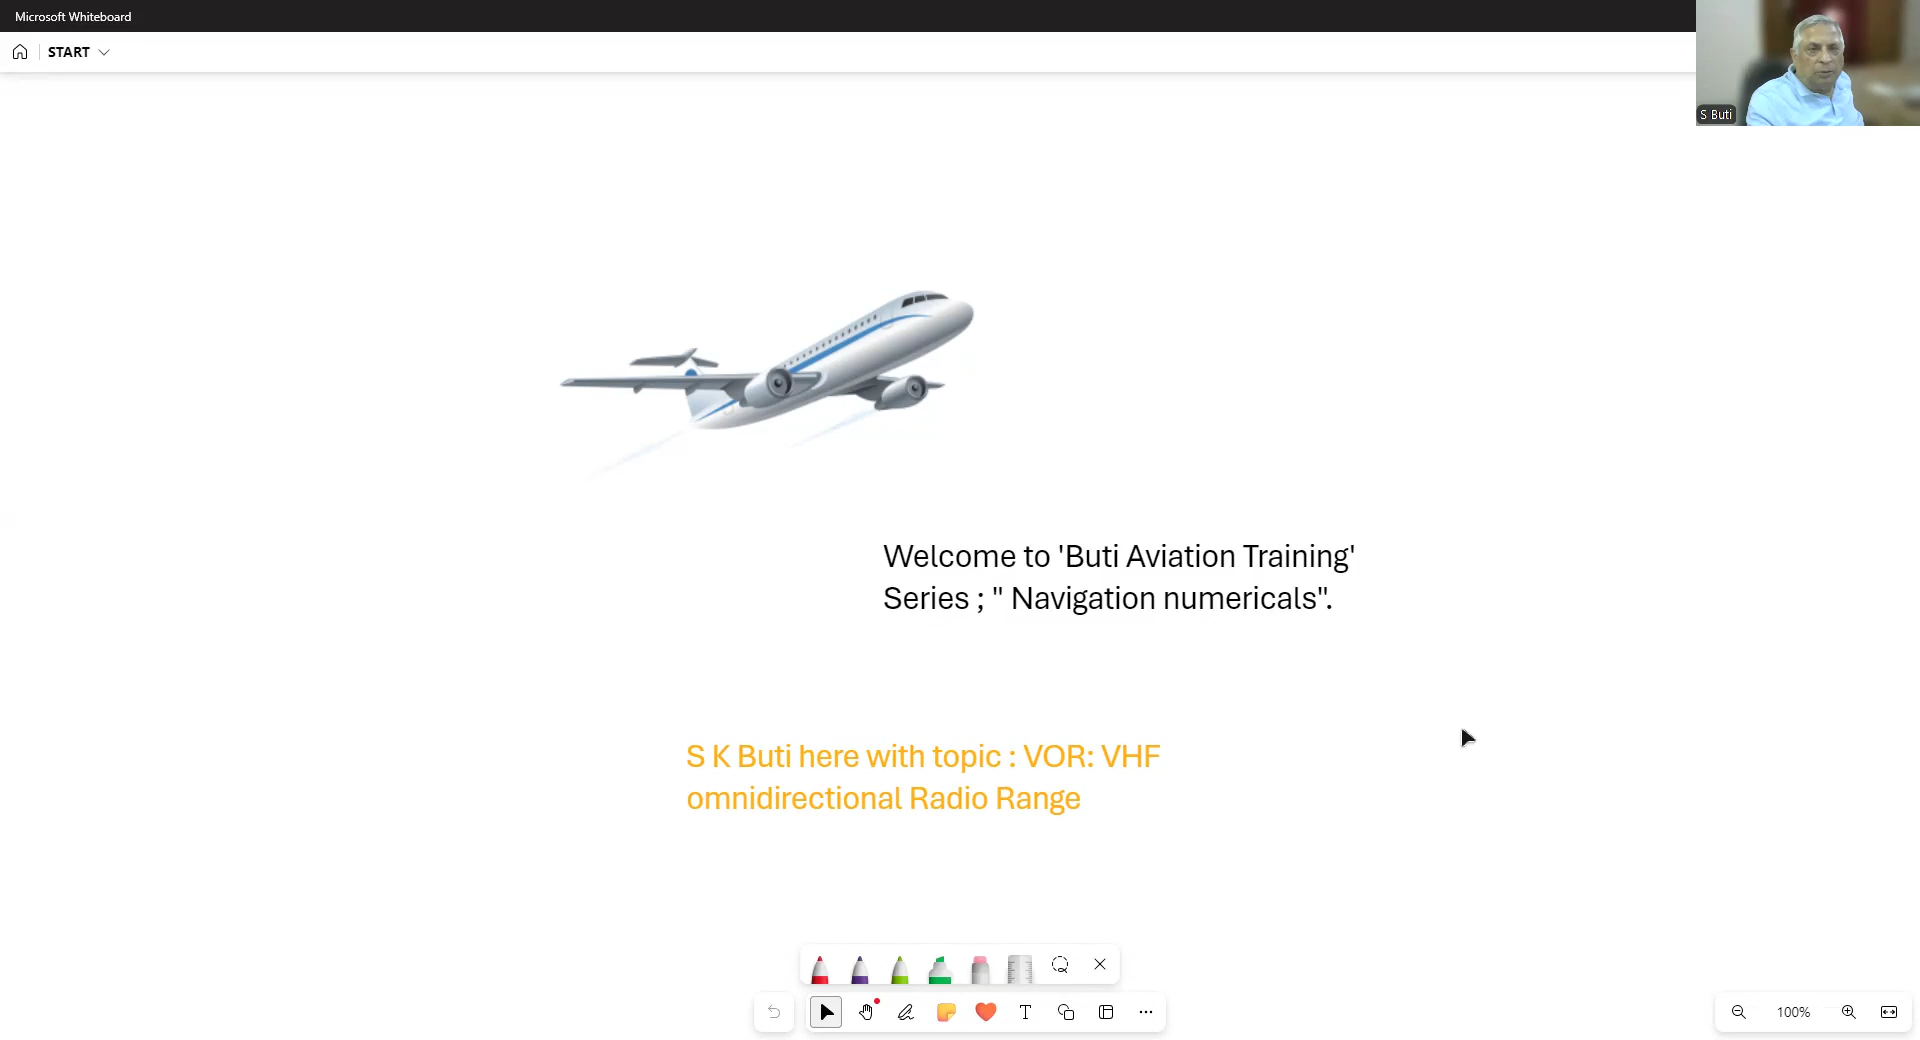 Microsoft Whiteboard
START
S Buti
Welcome to 'Buti Aviation Training'
Series ; " Navigation numericals".
S K Buti here with topic : VOR: VHF
omnidirectional Radio Range
100%